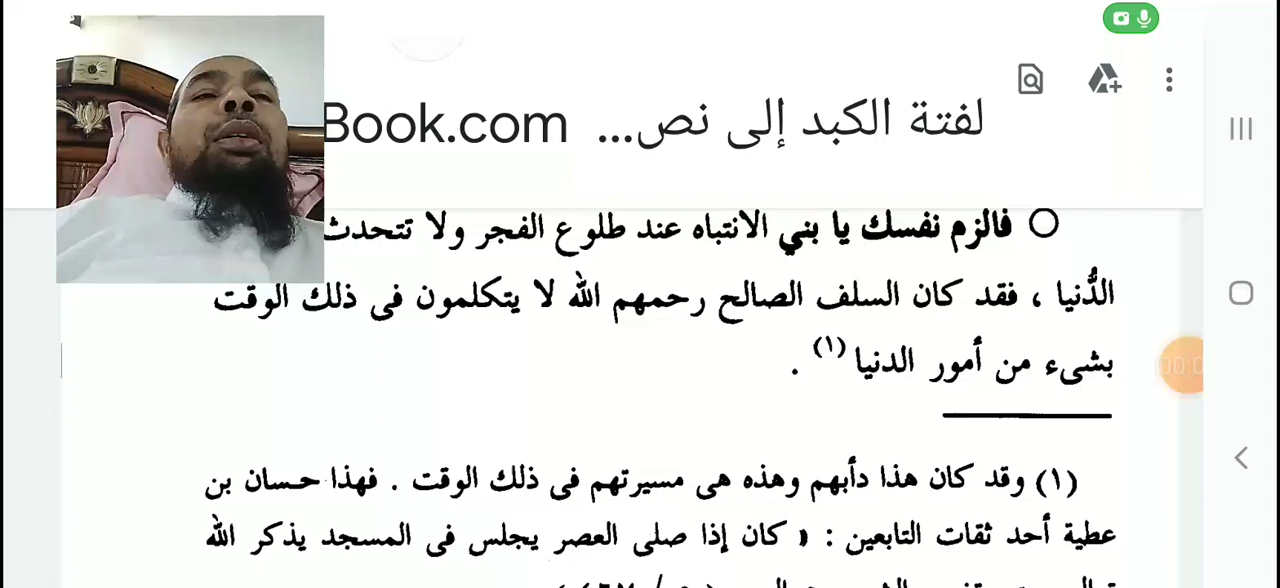 لفتة الكبد إلى نص... Book.com
○ فالزم نفسك يا بني الانتباه عند طلوع الفجر ولا تتحدث
الدُّنيا ، فقد كان السلف الصالح رحمهم الله لا يتكلمون فى ذلك الوقت
بشىء من أمور الدنيا (١) .
(١) وقد كان هذا دأبهم وهذه هى مسيرتهم فى ذلك الوقت . فهذا حسان بن
عطية أحد ثقات التابعين : « كان إذا صلى العصر يجلس فى المسجد يذكر الله